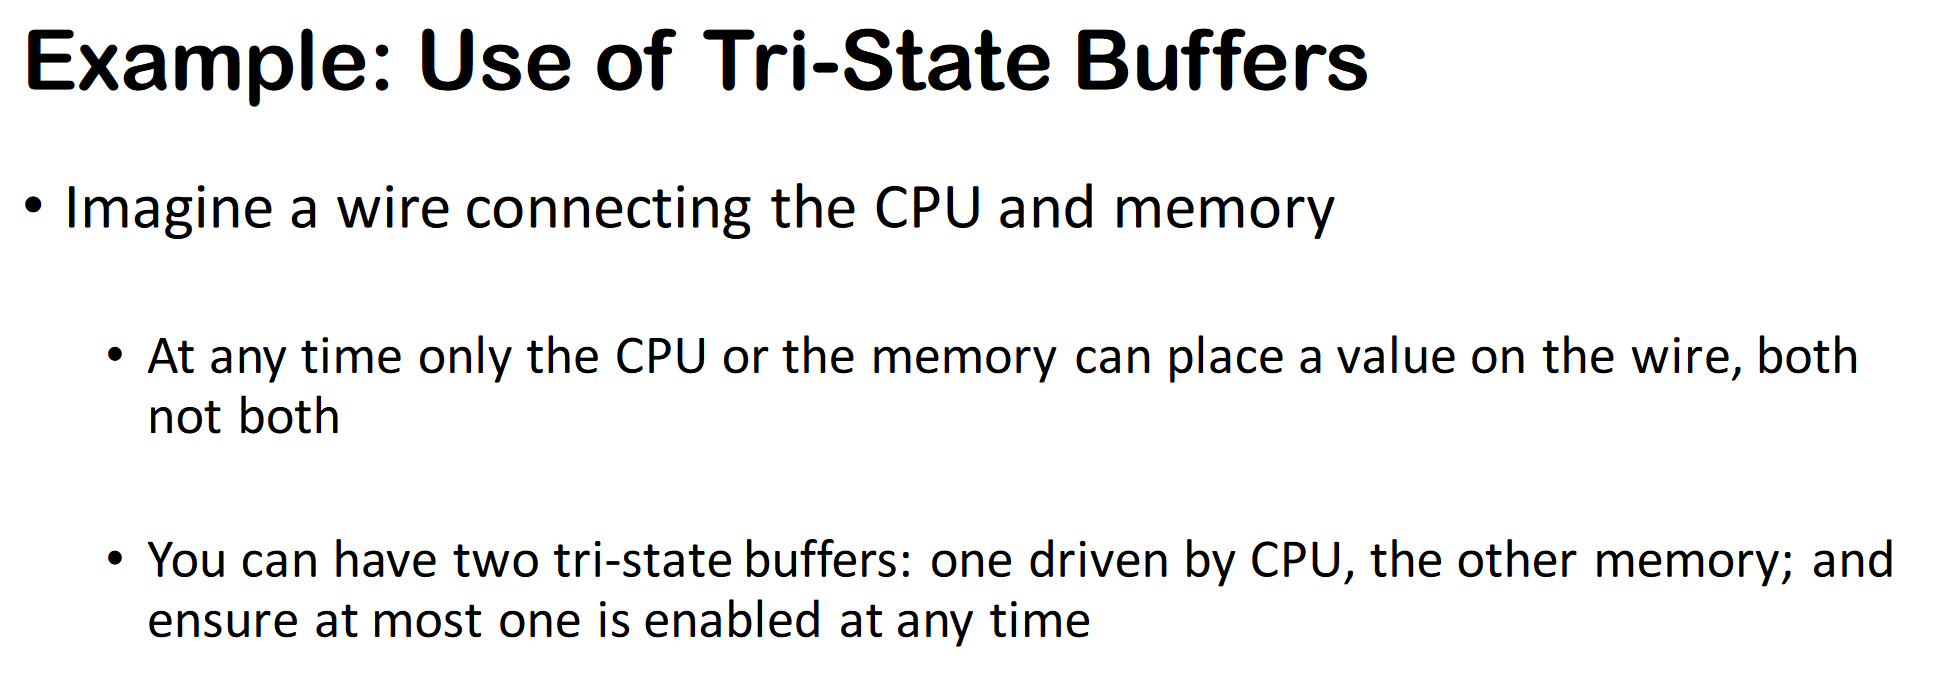 Example: Use of Tri-State Buffers
• Imagine a wire connecting the CPU and memory
• At any time only the CPU or the memory can place a value on the wire, both
not both
• You can have two tri-state buffers: one driven by CPU, the other memory; and
ensure at most one is enabled at any time